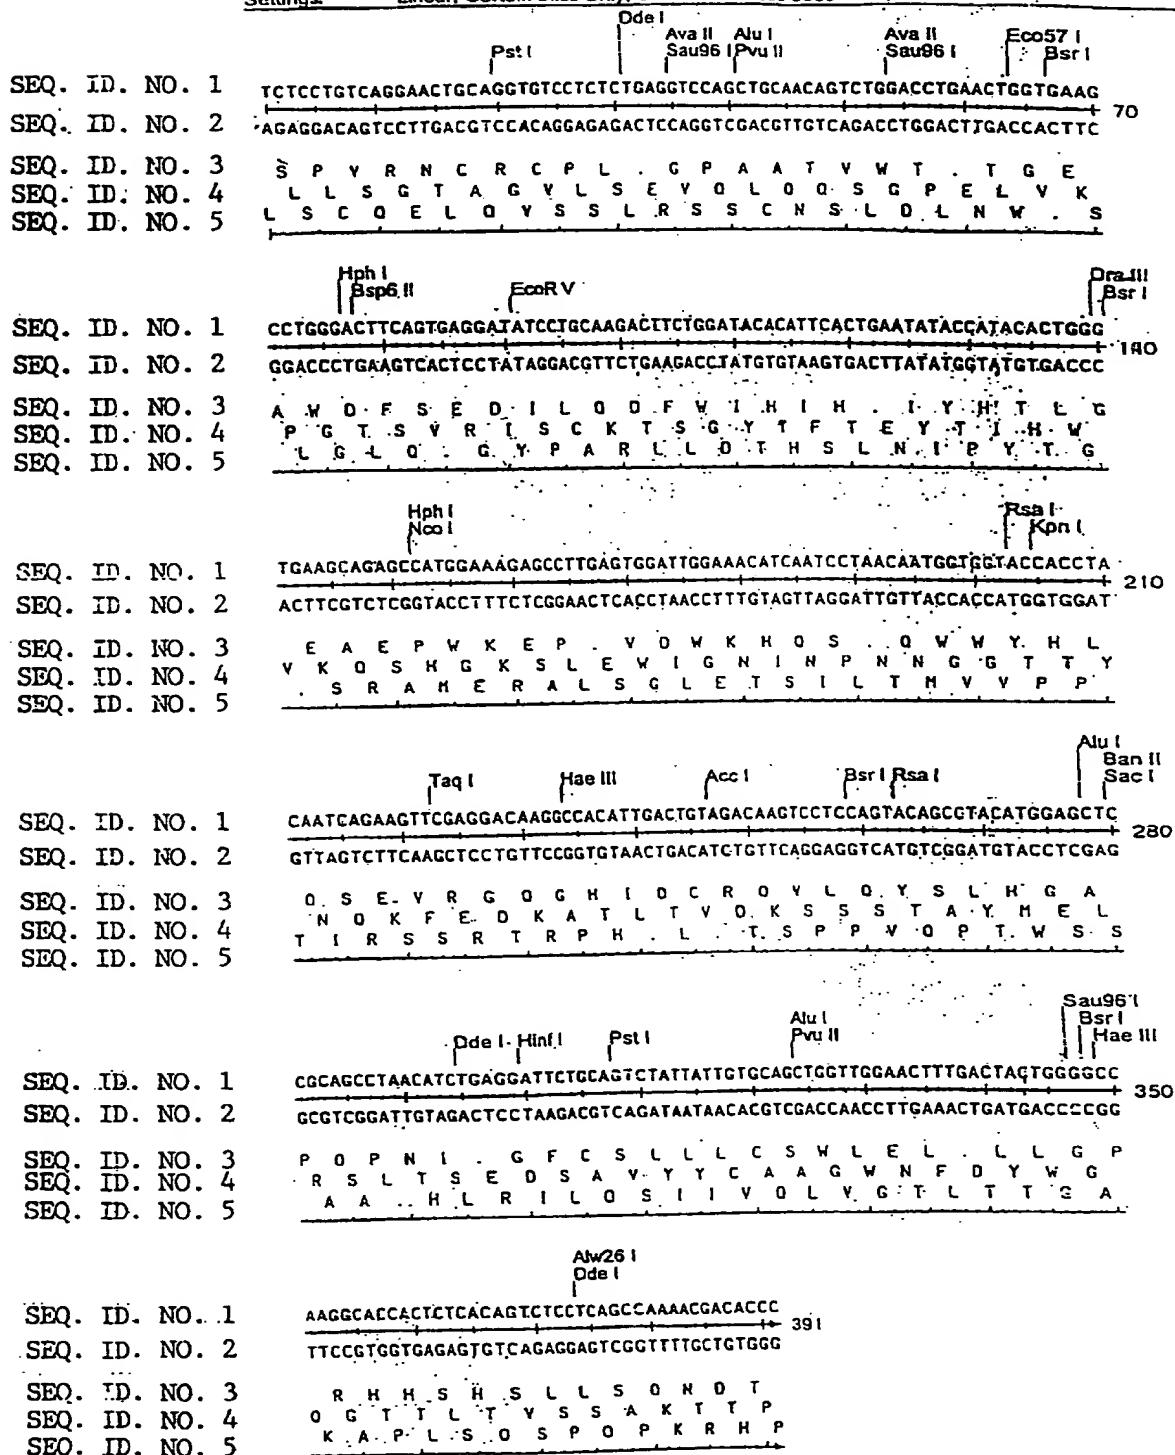 Dde I
Ava II Alu I Ava II Eco57 I
Pst I Sau96 I Pvu II Sau96 I Bsr I
SEQ. ID. NO. 1 TCTCCTGTCAGGAACTGCAGGTGTCCTCTCTGAGGTCCAGCTGCAACAGTCTGGACCTGAACTGGTGAAG
70
SEQ. ID. NO. 2 AGAGGACAGTCCTTGACGTCCACAGGAGAGACTCCAGGTCGACGTTGTCAGACCTGGACTTGACCACTTC
SEQ. ID. NO. 3 S P V R N C R C P L . G P A A T V W T . T G E
SEQ. ID. NO. 4 L L S G T A G V L S E V Q L Q Q S G P E L V K
SEQ. ID. NO. 5 L S C Q E L Q V S S L R S S C N S L D L N W . S
Hph I Dra III
Bsp6 II EcoR V Bsr I
SEQ. ID. NO. 1 CCTGGGACTTCAGTGAGGATATCCTGCAAGACTTCTGGATACACATTCACTGAATATACCATACACTGGG
140
SEQ. ID. NO. 2 GGACCCTGAAGTCACTCCTATAGGACGTTCTGAAGACCTATGTGTAAGTGACTTATATGGTATGTGACCC
SEQ. ID. NO. 3 A W D F S E D I L Q D F W I H I H . I Y H T L G
SEQ. ID. NO. 4 P G T S V R I S C K T S G Y T F T E Y T I H W
SEQ. ID. NO. 5 L G L Q . G Y P A R L L D T H S L N I P Y T G
Hph I Rsa I
Nco I Kpn I
SEQ. ID. NO. 1 TGAAGCAGAGCCATGGAAAGAGCCTTGAGTGGATTGGAAACATCAATCCTAACAATGGTGGTACCACCTA
210
SEQ. ID. NO. 2 ACTTCGTCTCGGTACCTTTCTCGGAACTCACCTAACCTTTGTAGTTAGGATTGTTACCACCATGGTGGAT
SEQ. ID. NO. 3 E A E P W K E P . V D W K H Q S . Q W W Y H L
SEQ. ID. NO. 4 V K Q S H G K S L E W I G N I N P N N G G T T Y
SEQ. ID. NO. 5 . S R A M E R A L S G L E T S I L T M V V P P
Alu I
Ban II
Taq I Hae III Acc I Bsr I Rsa I Sac I
SEQ. ID. NO. 1 CAATCAGAAGTTCGAGGACAAGGCCACATTGACTGTAGACAAGTCCTCCAGTACAGCCTACATGGAGCTC
280
SEQ. ID. NO. 2 GTTAGTCTTCAAGCTCCTGTTCCGGTGTAACTGACATCTGTTCAGGAGGTCATGTCGGATGTACCTCGAG
SEQ. ID. NO. 3 Q S E V R G Q G H I D C R Q V L Q Y S L H G A
SEQ. ID. NO. 4 N Q K F E D K A T L T V D K S S S T A Y M E L
SEQ. ID. NO. 5 T I R S S R T R P H . L . T S P P V Q P T W S S
Sau96 I
Alu I Bsr I
Dde I Hinf I Pst I Pvu II Hae III
SEQ. ID. NO. 1 CGCAGCCTAACATCTGAGGATTCTGCAGTCTATTATTGTGCAGCTGGTTGGAACTTTGACTACTGGGGCC
350
SEQ. ID. NO. 2 GCGTCGGATTGTAGACTCCTAAGACGTCAGATAATAACACGTCGACCAACCTTGAAACTGATGACCCCGG
SEQ. ID. NO. 3 P Q P N I . G F C S L L L C S W L E L . L L G P
SEQ. ID. NO. 4 R S L T S E D S A V Y Y C A A G W N F D Y W G
SEQ. ID. NO. 5 A A . H L R I L Q S I I V Q L V G T L T T G A
Alw26 I
Dde I
SEQ. ID. NO. 1 AAGGCACCACTCTCACAGTCTCCTCAGCCAAAACGACACCC
391
SEQ. ID. NO. 2 TTCCGTGGTGAGAGTGTCAGAGGAGTCGGTTTTGCTGTGGG
SEQ. ID. NO. 3 R H H S H S L L S Q N D T
SEQ. ID. NO. 4 Q G T T L T V S S A K T T P
SEQ. ID. NO. 5 K A P L S Q S P Q P K R H P